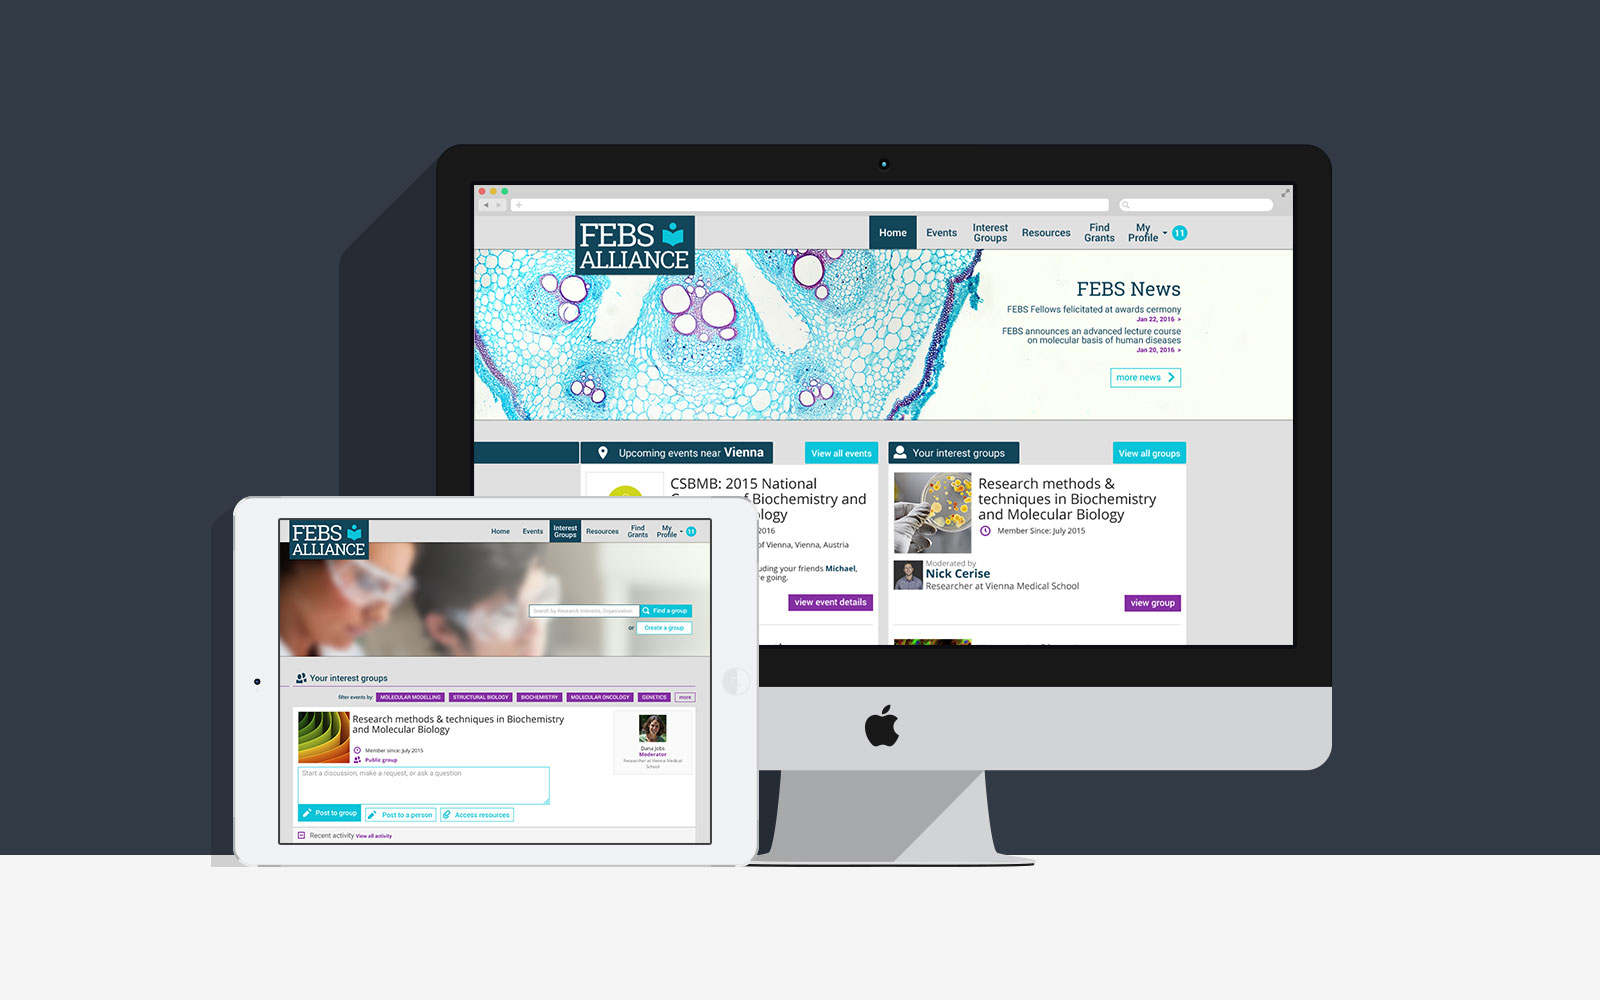 FEBS
ALLIANCE
Home
Events
Interest
Groups
Resources
Find
Grants
My
Profile
11
FEBS News
FEBS Fellows felicitated at awards cermony
Jan 22, 2016 >
FEBS announces an advanced lecture course
on molecular basis of human diseases
Jan 20, 2016 >
more news
Upcoming events near Vienna
View all events
CSBMB: 2015 National
of Biochemistry and
ology
2016
of Vienna, Vienna, Austria
uding your friends Michael,
re going.
view event details
Your interest groups
View all groups
Research methods &
techniques in Biochemistry
and Molecular Biology
Member Since: July 2015
Moderated by
Nick Cerise
Researcher at Vienna Medical School
view group
FEBS
ALLIANCE
Home
Events
Interest
Groups
Resources
Find
Grants
My
Profile
11
Search by Research Interests, Organisation
Find a group
or
Create a group
Your interest groups
filter events by:
MOLECULAR MODELLING
STRUCTURAL BIOLOGY
BIOCHEMISTRY
MOLECULAR ONCOLOGY
GENETICS
more
Research methods & techniques in Biochemistry
and Molecular Biology
Member since: July 2015
Public group
Dana Jobs
Moderator
Researcher at Vienna Medical
School
Start a discussion, make a request, or ask a question
Post to group
Post to a person
Access resources
Recent activity View all activity